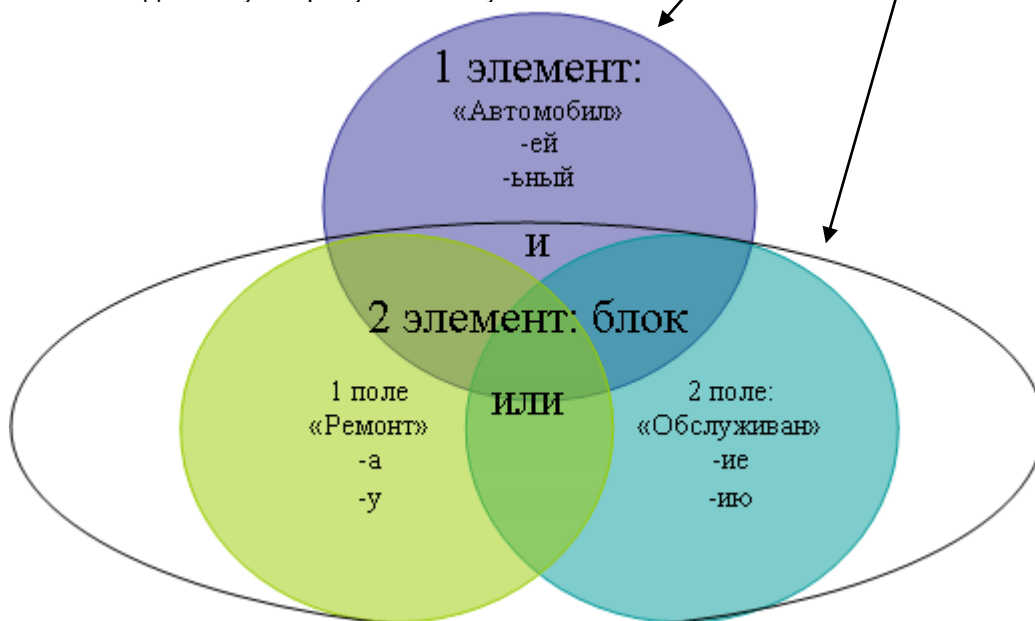 1 элемент:
«Автомобил»
-ей
-ьный
и
2 элемент: блок
или
1 поле
«Ремонт»
-а
-у
2 поле:
«Обслуживан»
-ие
-ию